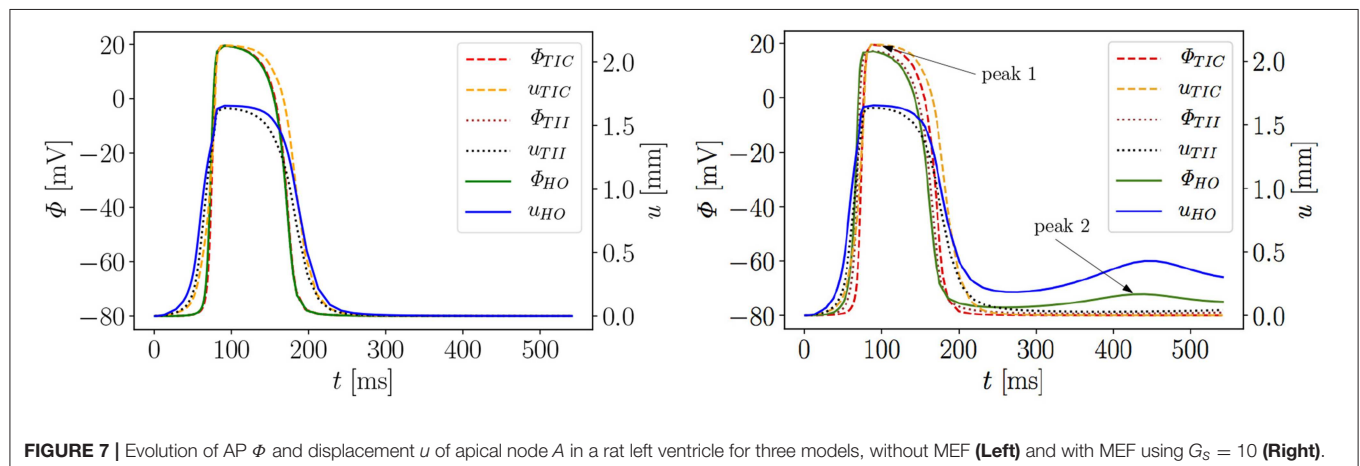 20
0
−20
−40
−60
−80
Φ [mV]
0
100
200
300
400
500
t [ms]
2.0
1.5
1.0
0.5
0.0
u [mm]
Φ_TIC
u_TIC
Φ_TII
u_TII
Φ_HO
u_HO
20
0
−20
−40
−60
−80
Φ [mV]
0
100
200
300
400
500
t [ms]
2.0
1.5
1.0
0.5
0.0
u [mm]
Φ_TIC
u_TIC
Φ_TII
u_TII
Φ_HO
u_HO
peak 1
peak 2
FIGURE 7 | Evolution of AP Φ and displacement u of apical node A in a rat left ventricle for three models, without MEF (Left) and with MEF using G_S = 10 (Right).